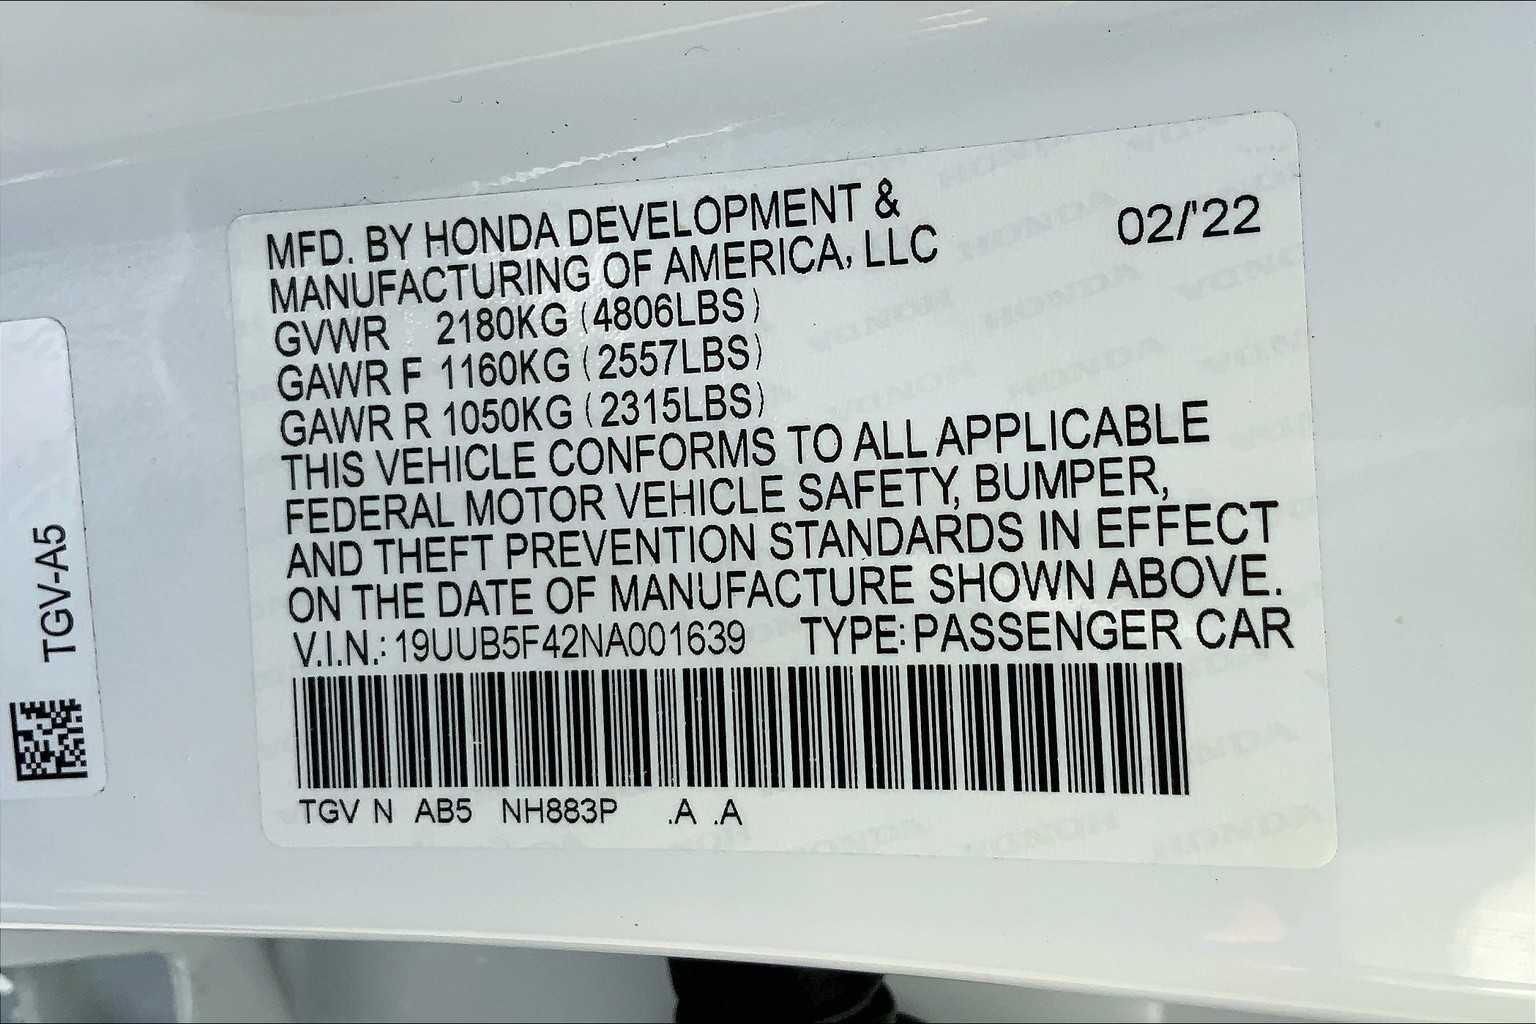 MFD. BY HONDA DEVELOPMENT &
MANUFACTURING OF AMERICA, LLC
02/'22
GVWR 2180KG (4806LBS)
GAWR F 1160KG (2557LBS)
GAWR R 1050KG (2315LBS)
THIS VEHICLE CONFORMS TO ALL APPLICABLE
FEDERAL MOTOR VEHICLE SAFETY, BUMPER,
AND THEFT PREVENTION STANDARDS IN EFFECT
ON THE DATE OF MANUFACTURE SHOWN ABOVE.
V.I.N.: 19UUB5F42NA001639 TYPE: PASSENGER CAR
TGV N AB5 NH883P .A .A
TGV-A5